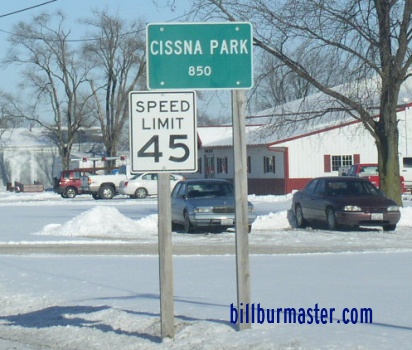 CISSNA PARK
850
SPEED
LIMIT
45
billburmaster.com